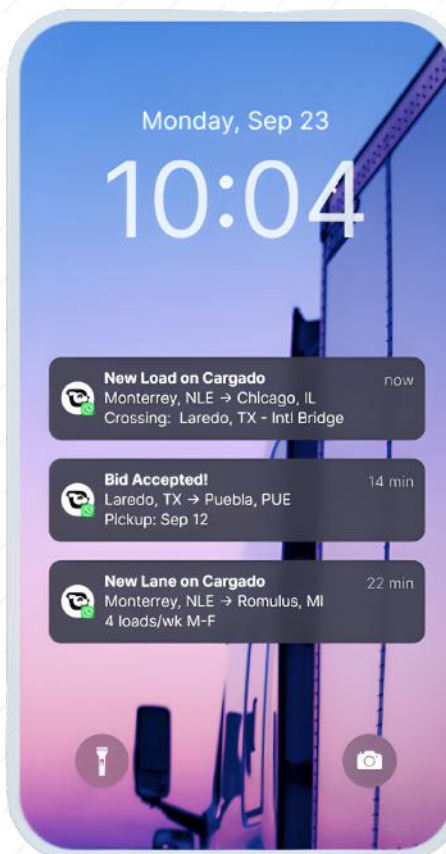 Monday, Sep 23
10:04
New Load on Cargado
now
Monterrey, NLE → Chicago, IL
Crossing: Laredo, TX - Intl Bridge
Bid Accepted!
14 min
Laredo, TX → Puebla, PUE
Pickup: Sep 12
New Lane on Cargado
22 min
Monterrey, NLE → Romulus, MI
4 loads/wk M-F